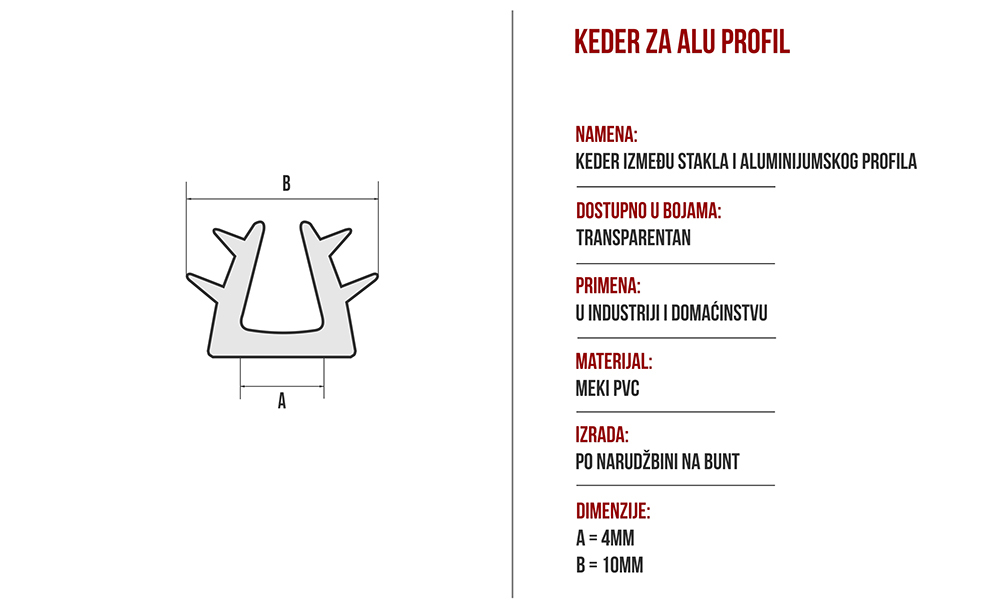 KEDER ZA ALU PROFIL
B
A
NAMENA:
KEDER IZMEĐU STAKLA I ALUMINIJUMSKOG PROFILA
DOSTUPNO U BOJAMA:
TRANSPARENTAN
PRIMENA:
U INDUSTRIJI I DOMAĆINSTVU
MATERIJAL:
MEKI PVC
IZRADA:
PO NARUDŽBINI NA BUNT
DIMENZIJE:
A = 4MM
B = 10MM